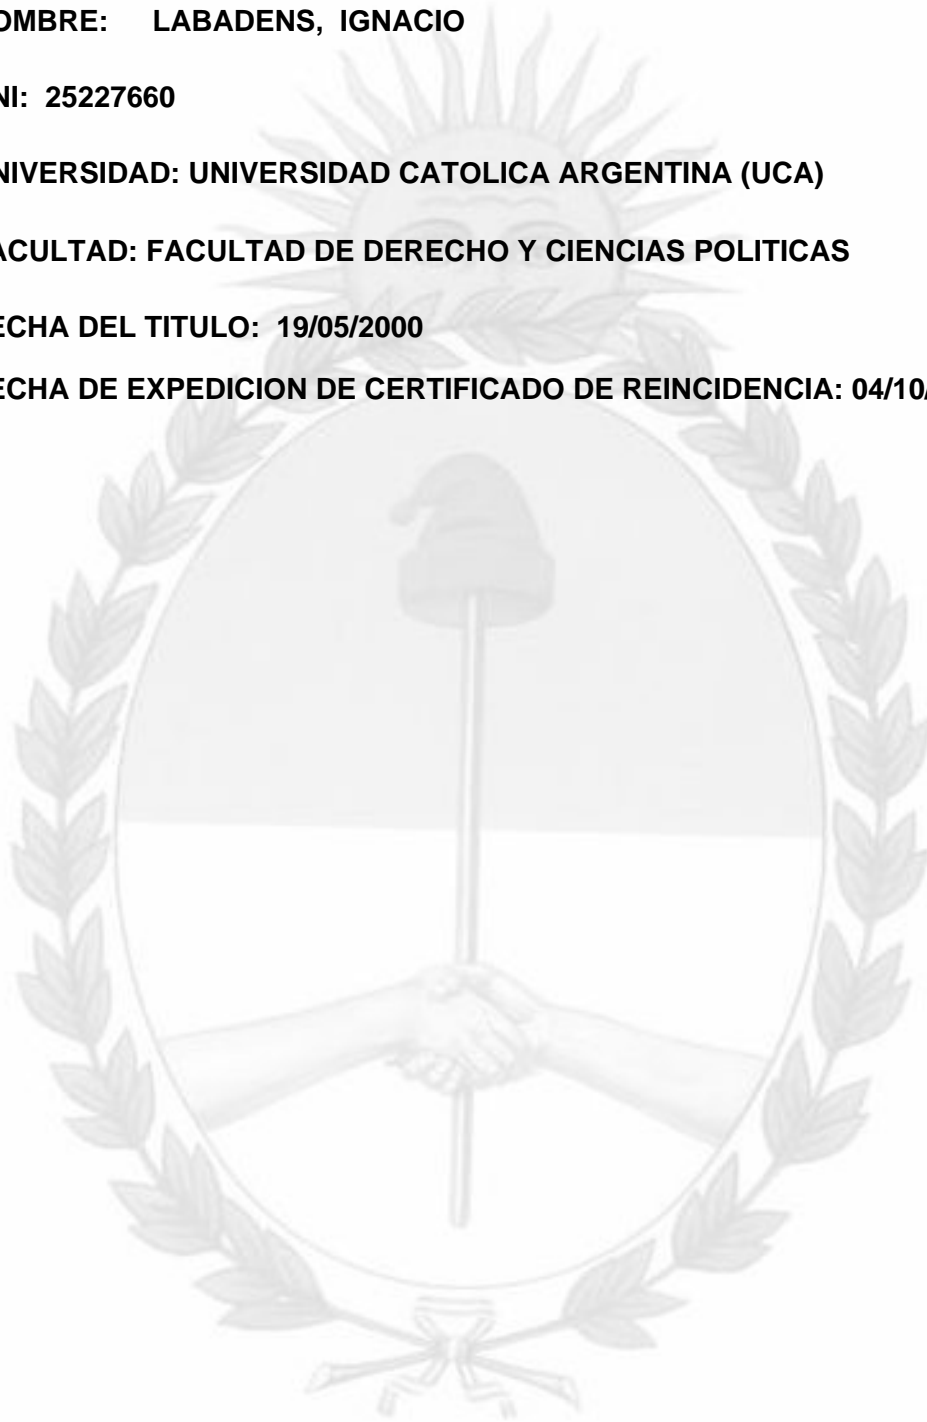 OMBRE: LABADENS, IGNACIO
NI: 25227660
NIVERSIDAD: UNIVERSIDAD CATOLICA ARGENTINA (UCA)
ACULTAD: FACULTAD DE DERECHO Y CIENCIAS POLITICAS
ECHA DEL TITULO: 19/05/2000
ECHA DE EXPEDICION DE CERTIFICADO DE REINCIDENCIA: 04/10/